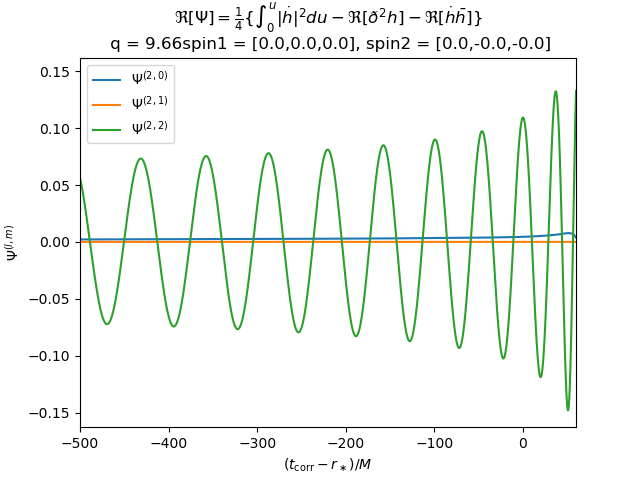 ℜ[Ψ] = 1/4{∫₀ᵘ|ḣ|²du − ℜ[ð²h] − ℜ[ḣh̄]}
q = 9.66spin1 = [0.0,0.0,0.0], spin2 = [0.0,-0.0,-0.0]
Ψ^(2,0)
Ψ^(2,1)
Ψ^(2,2)
0.15
0.10
0.05
0.00
−0.05
−0.10
−0.15
Ψ^(l,m)
−500
−400
−300
−200
−100
0
(t_corr − r_∗)/M